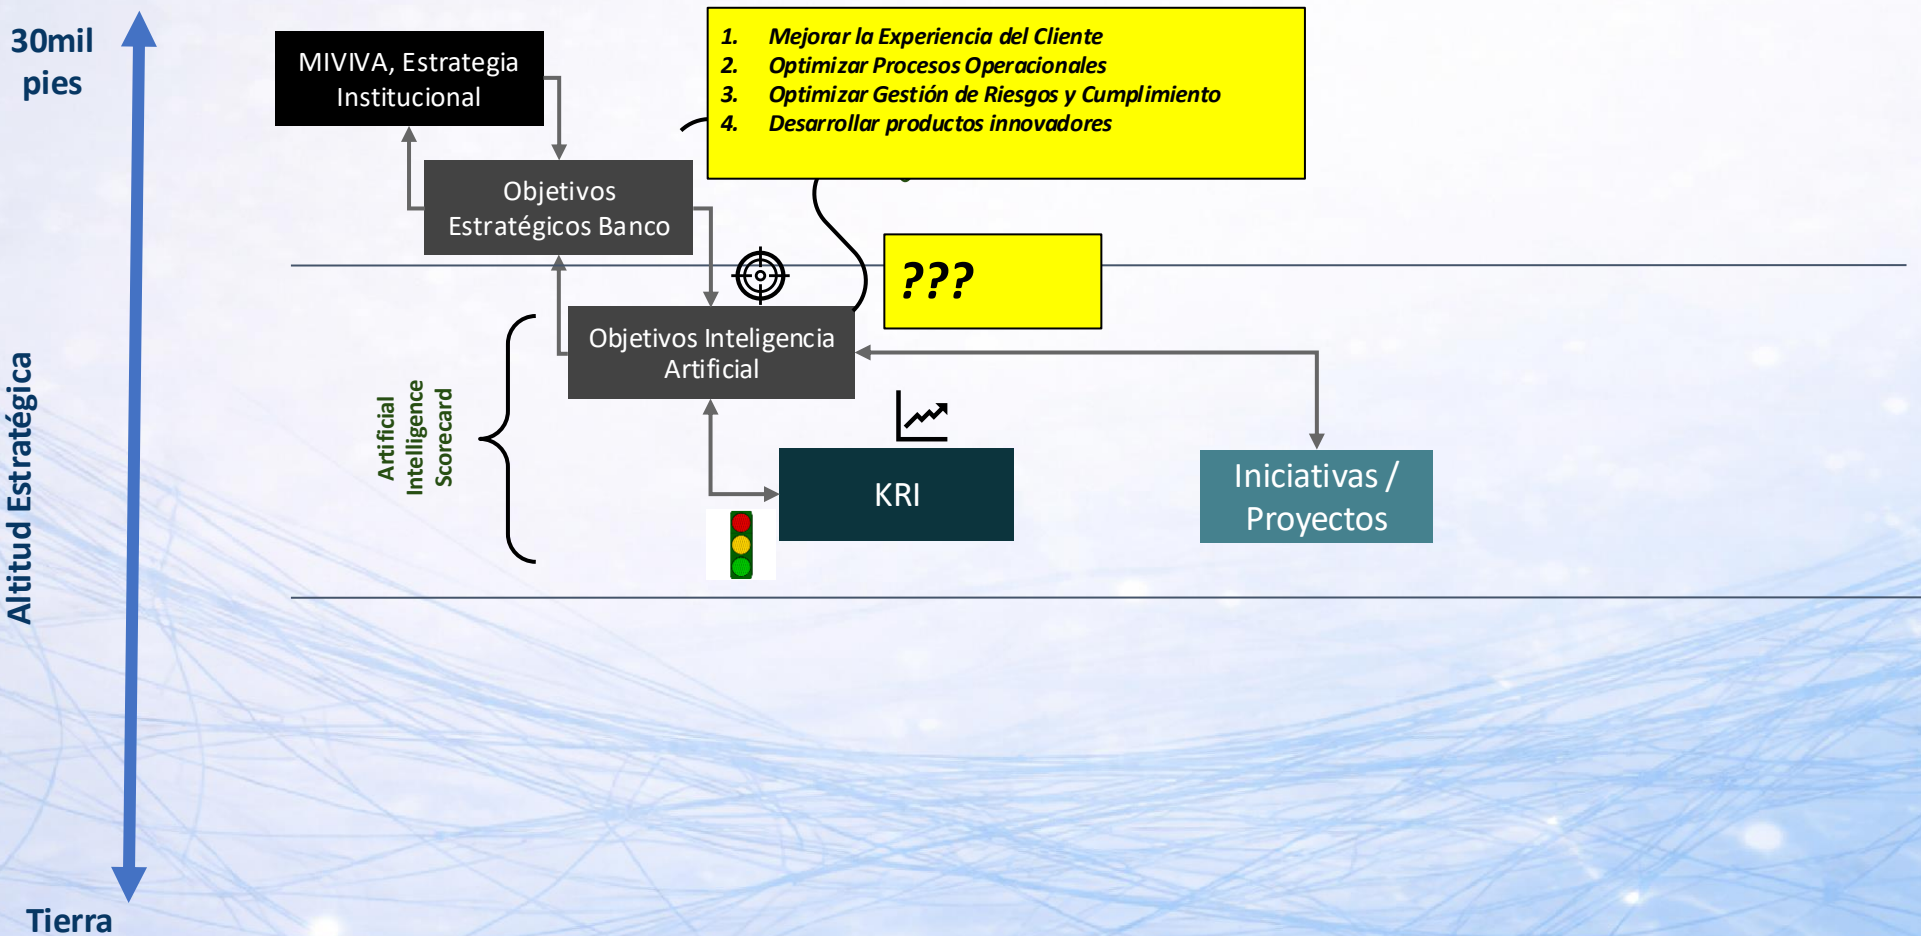 30mil
pies
MIVIVA, Estrategia
Institucional
1. Mejorar la Experiencia del Cliente
2. Optimizar Procesos Operacionales
3. Optimizar Gestión de Riesgos y Cumplimiento
4. Desarrollar productos innovadores
Objetivos
Estratégicos Banco
???
Objetivos Inteligencia
Artificial
Altitud Estratégica
Artificial
Intelligence
Scorecard
KRI
Iniciativas /
Proyectos
Tierra